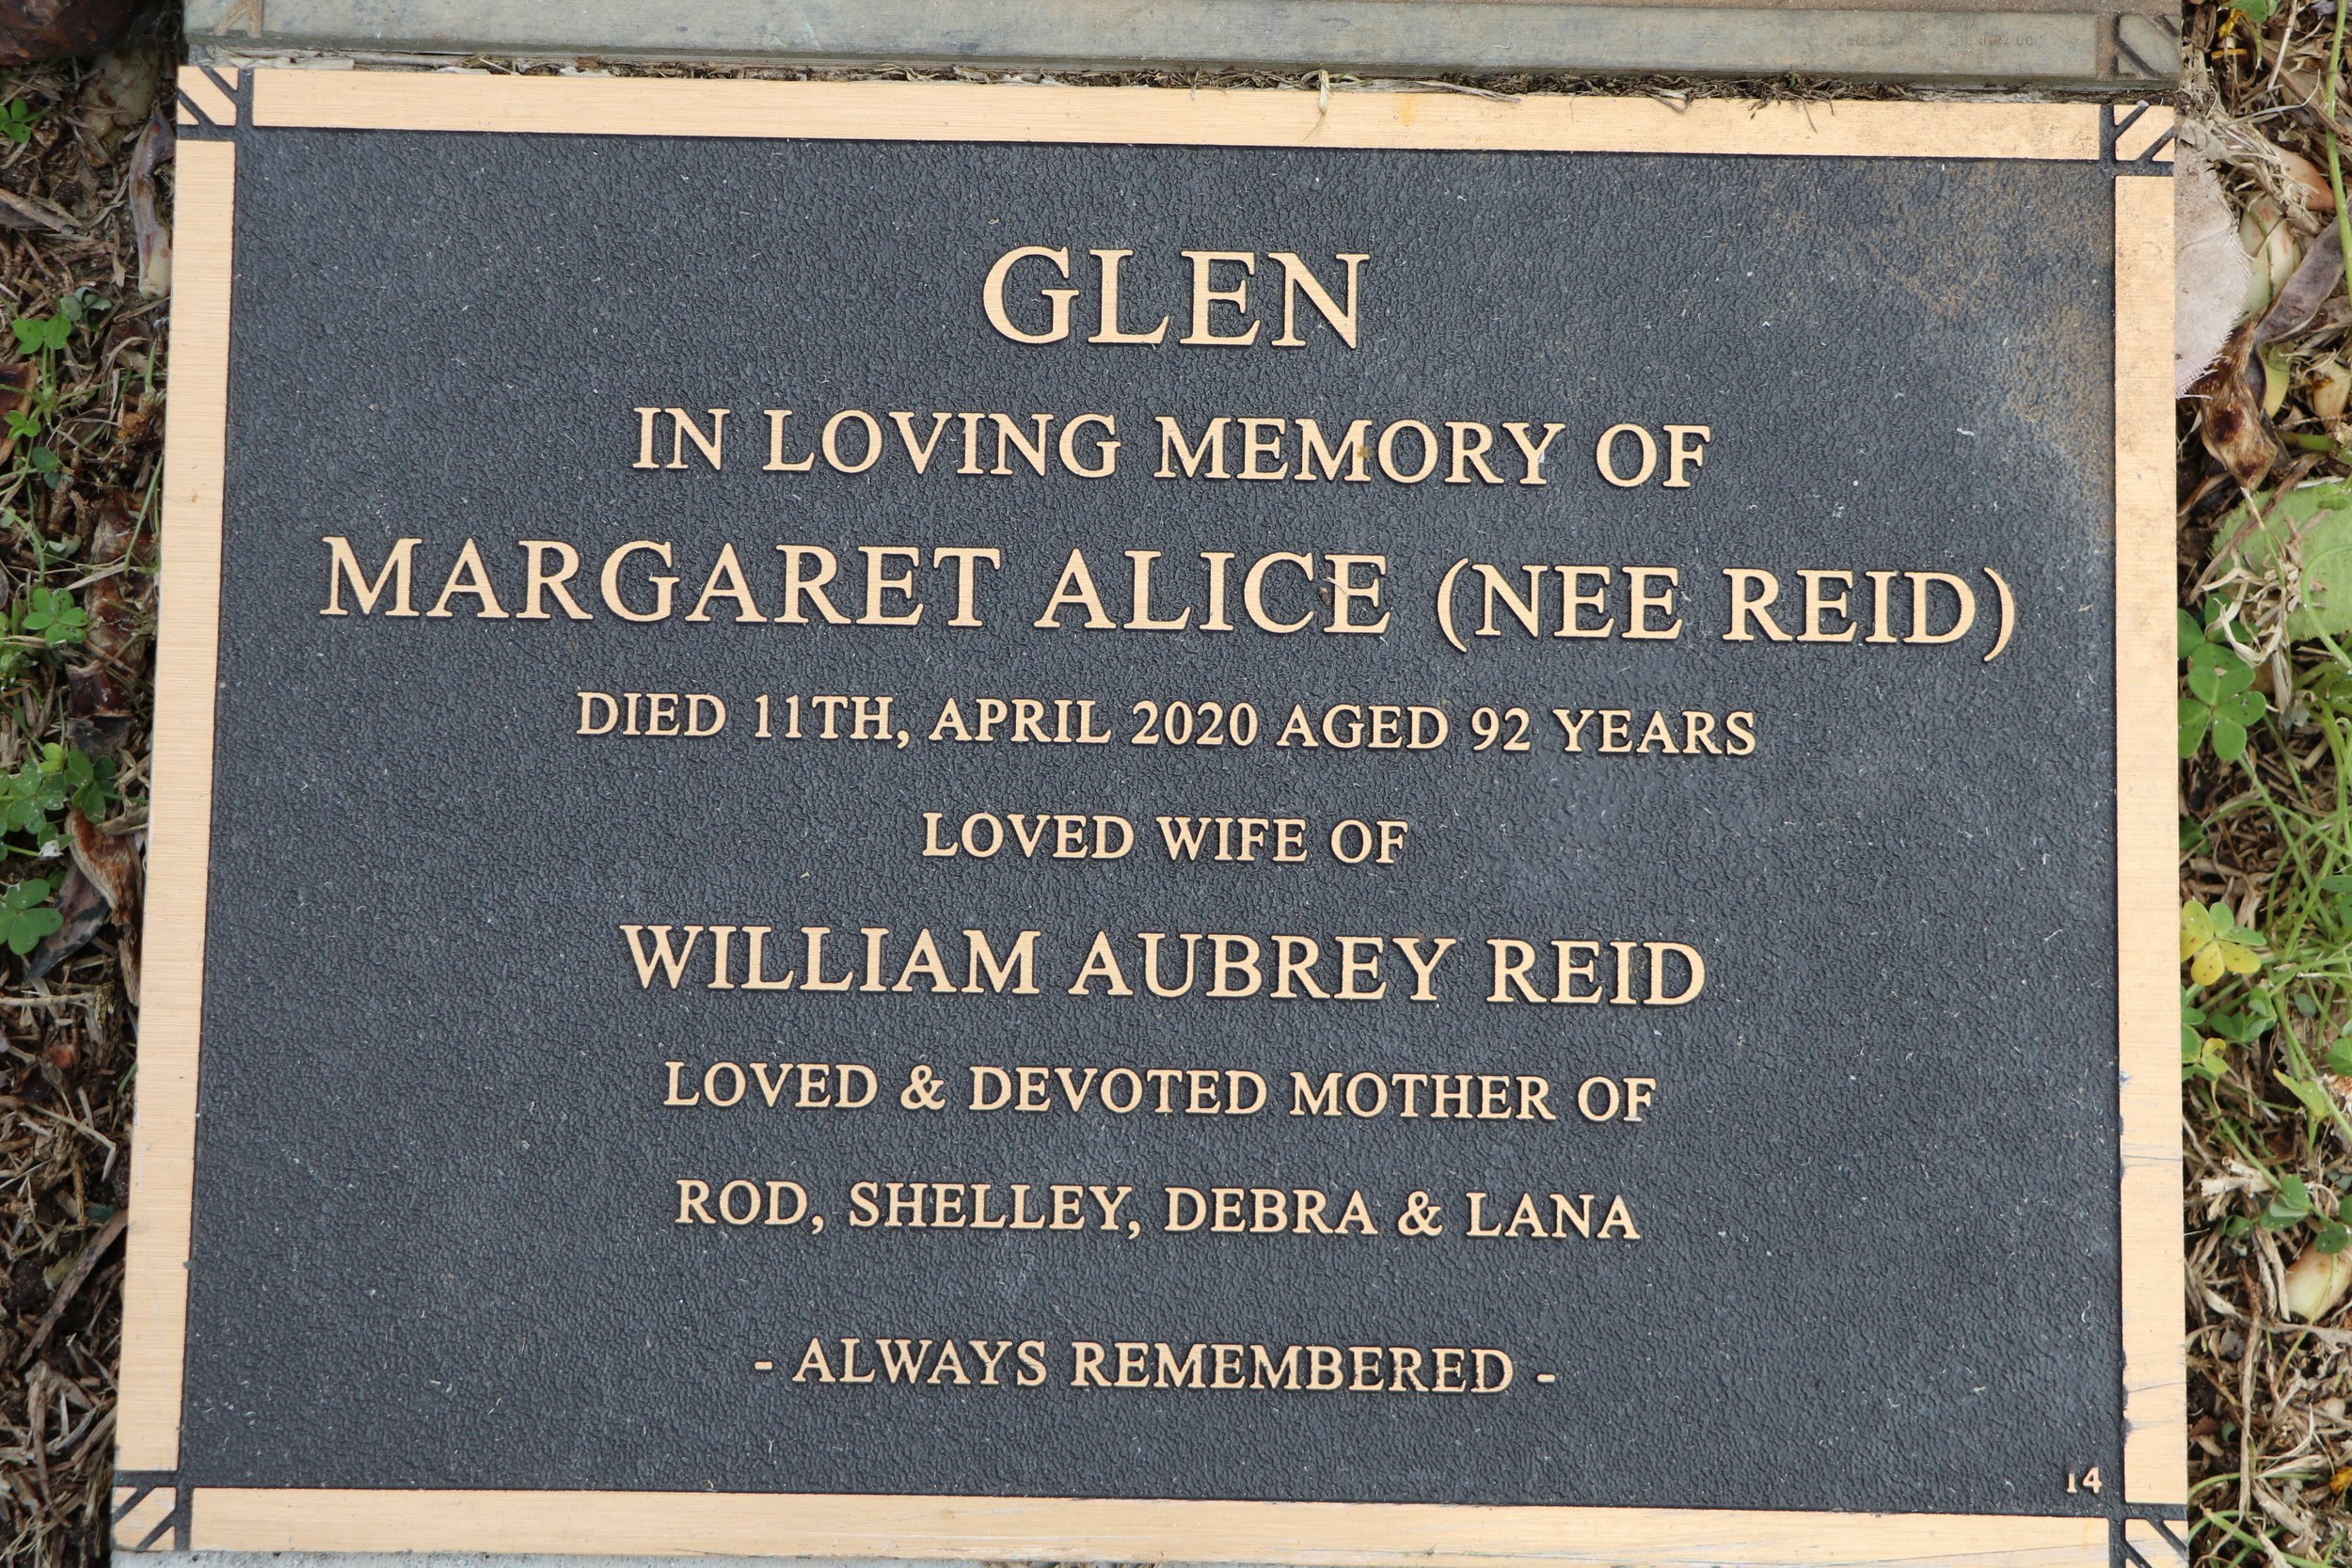 GLEN
IN LOVING MEMORY OF
MARGARET ALICE (NEE REID)
DIED 11TH, APRIL 2020 AGED 92 YEARS
LOVED WIFE OF
WILLIAM AUBREY REID
LOVED & DEVOTED MOTHER OF
ROD, SHELLEY, DEBRA & LANA
- ALWAYS REMEMBERED -
14